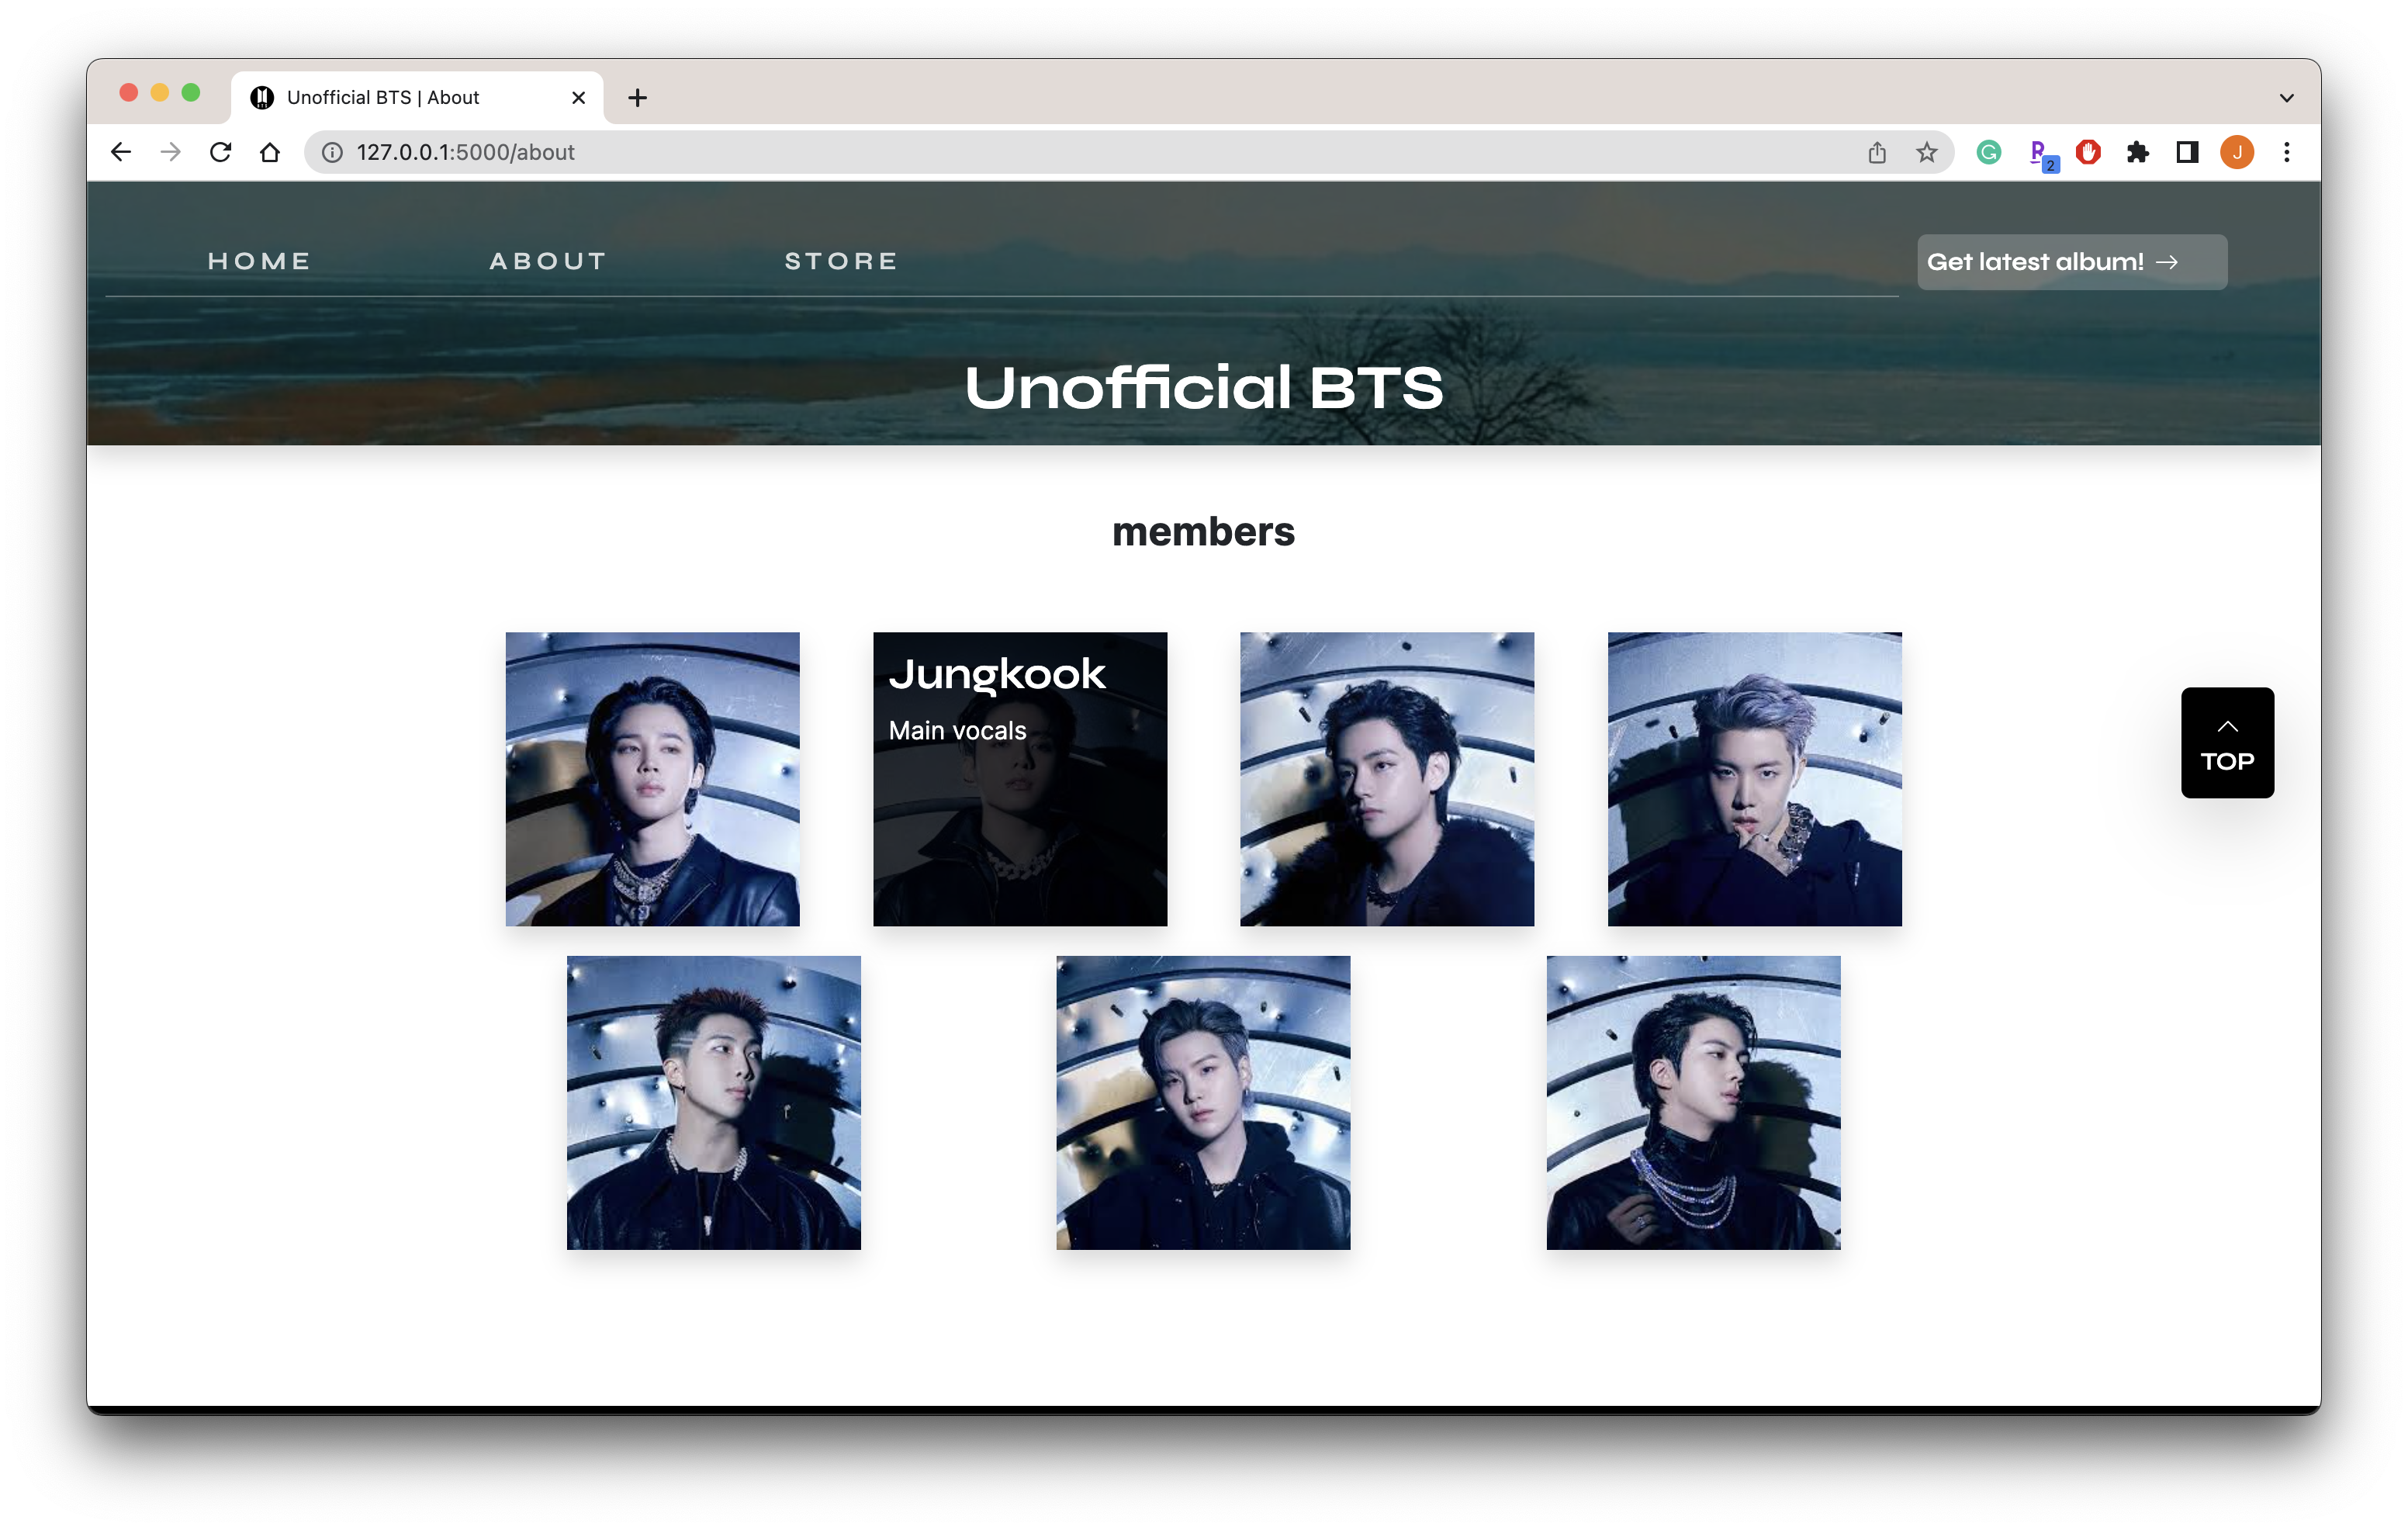 Unofficial BTS | About
127.0.0.1:5000/about
2
J
HOME ABOUT STORE
Get latest album! →
Unofficial BTS
members
Jungkook
Main vocals
TOP